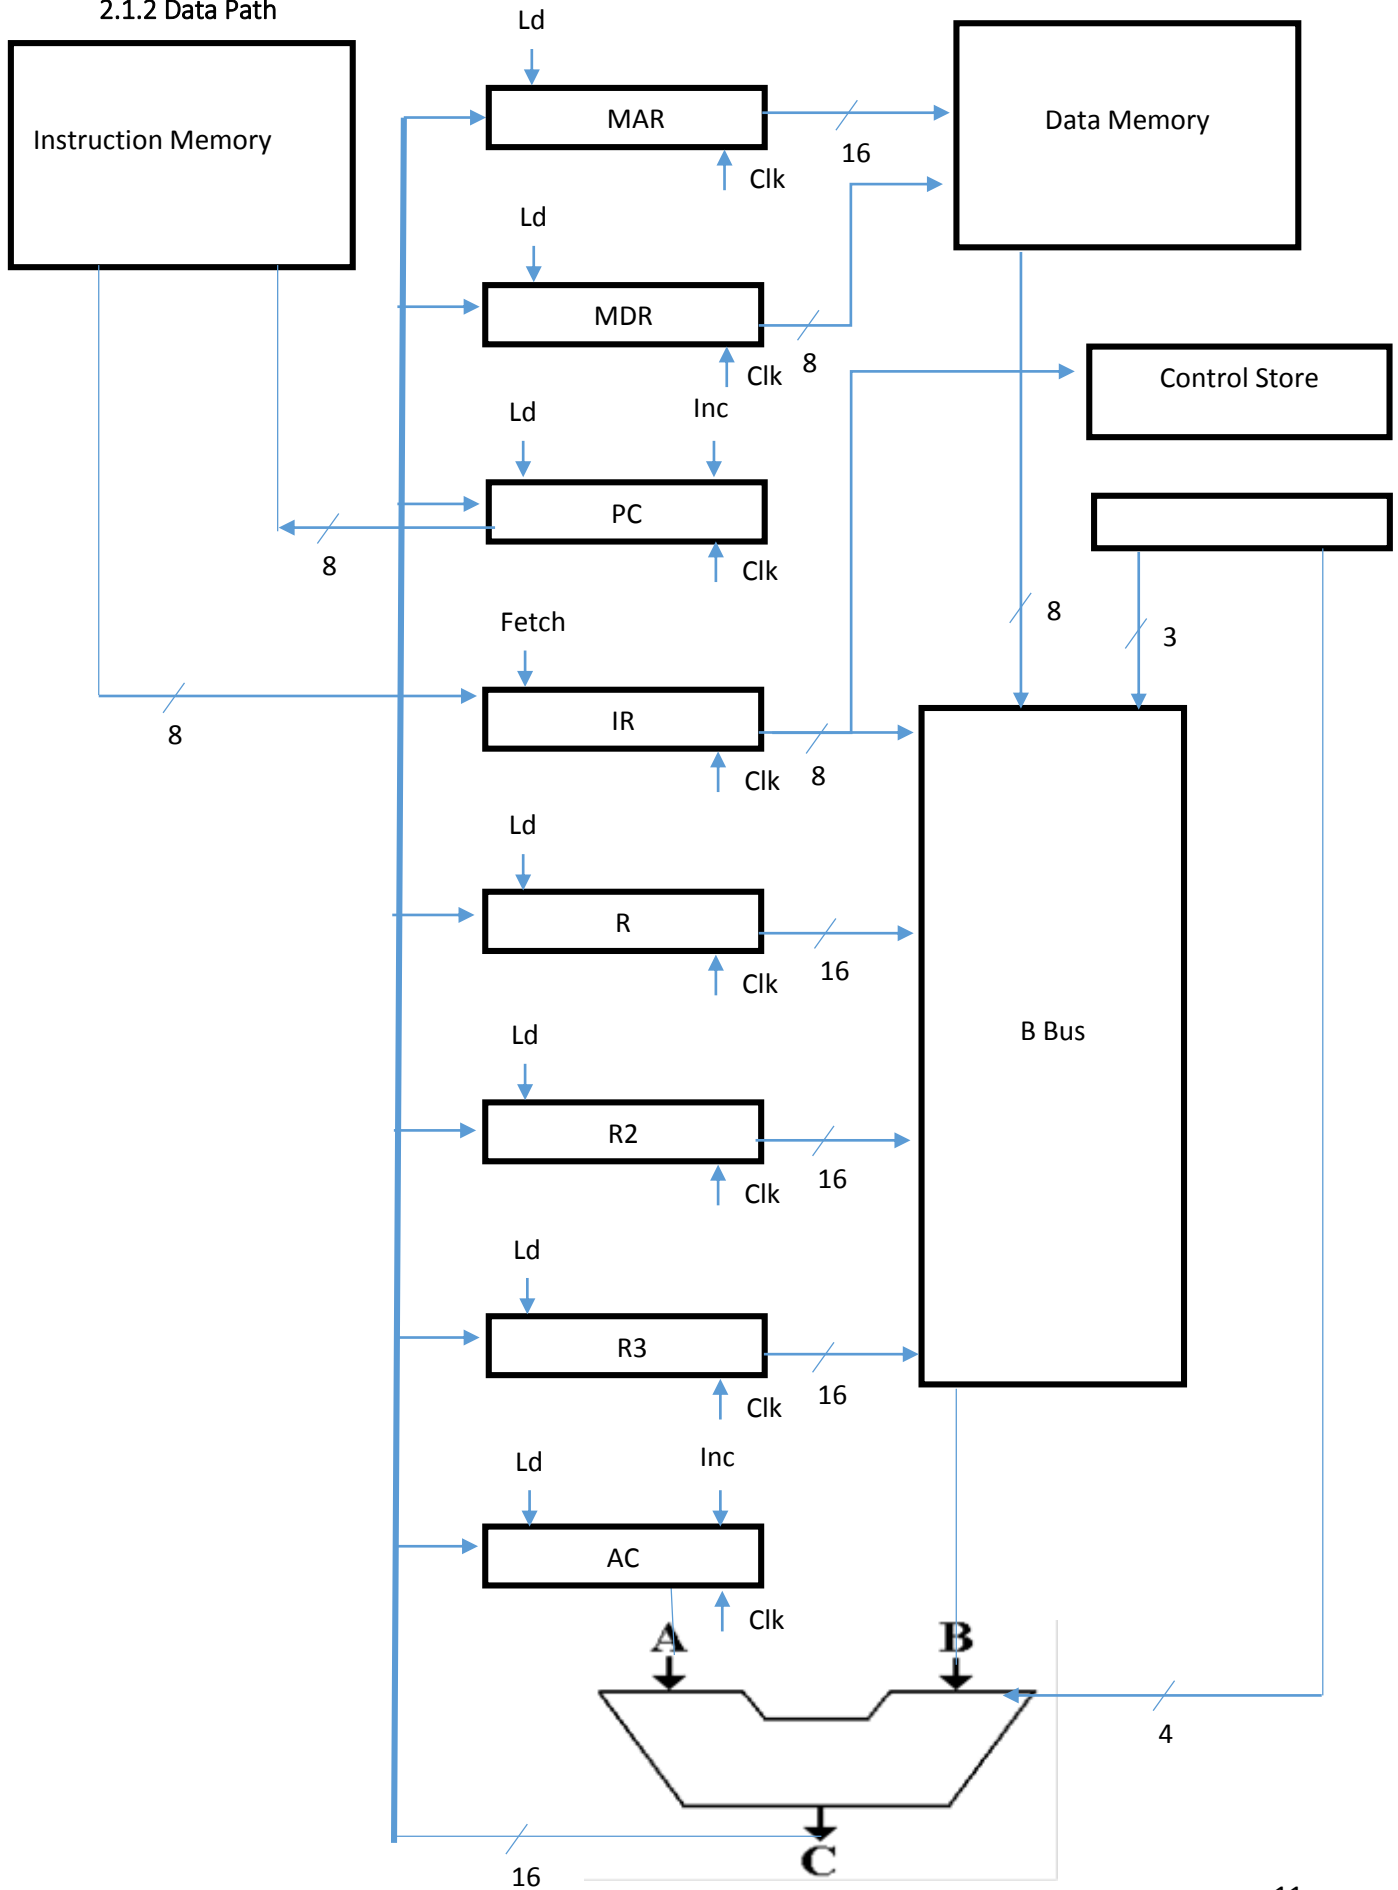 2.1.2 Data Path
Ld
Instruction Memory
MAR
Data Memory
16
Clk
Ld
MDR
8
Clk
Control Store
Ld
Inc
PC
8
Clk
8
3
Fetch
IR
8
Clk
8
Ld
R
16
Clk
B Bus
Ld
R2
16
Clk
Ld
R3
16
Clk
Ld
Inc
AC
Clk
A
B
4
C
16